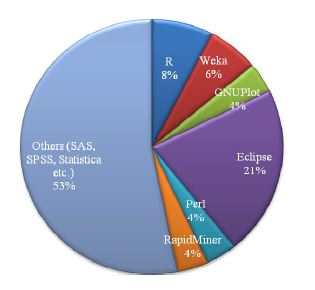 R
8%
Weka
6%
GNUPlot
4%
Eclipse
21%
Perl
4%
RapidMiner
4%
Others (SAS,
SPSS, Statistica
etc.)
53%